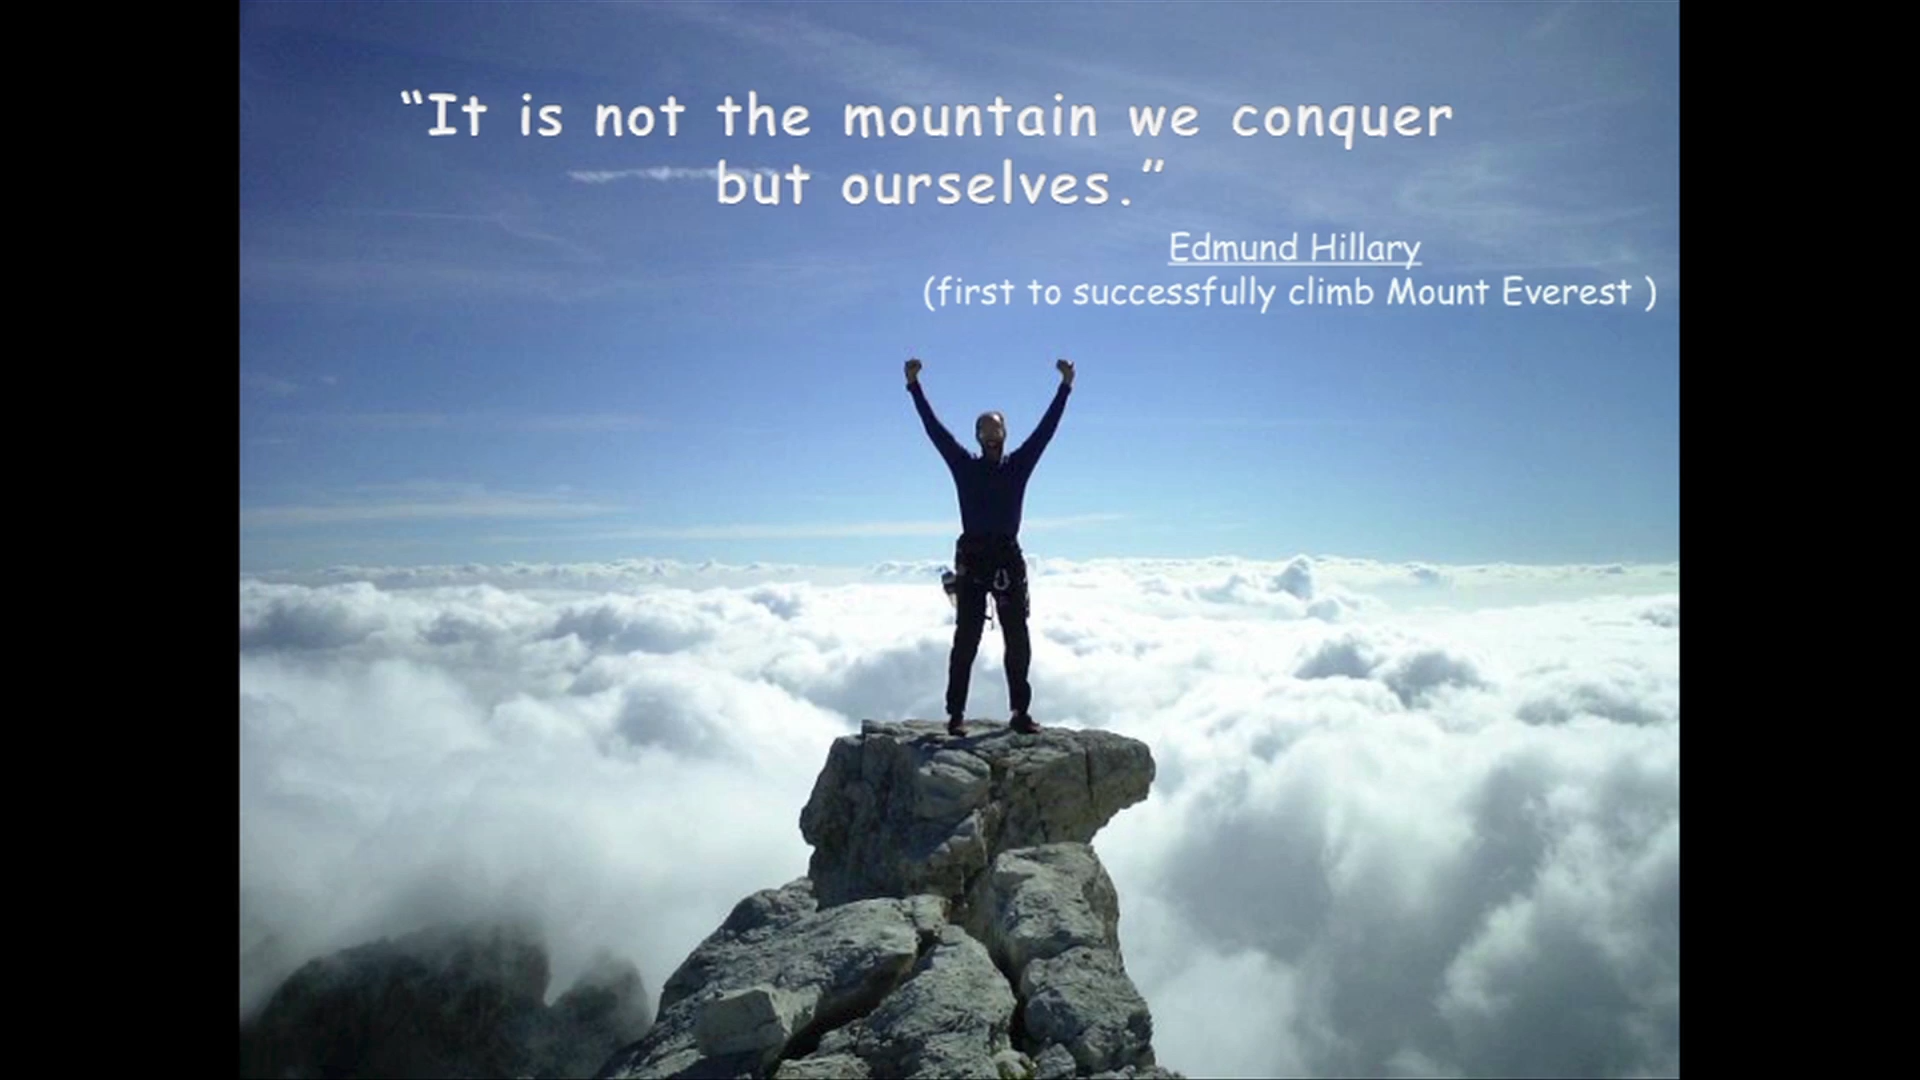 “It is not the mountain we conquer
but ourselves.”
Edmund Hillary
(first to successfully climb Mount Everest )